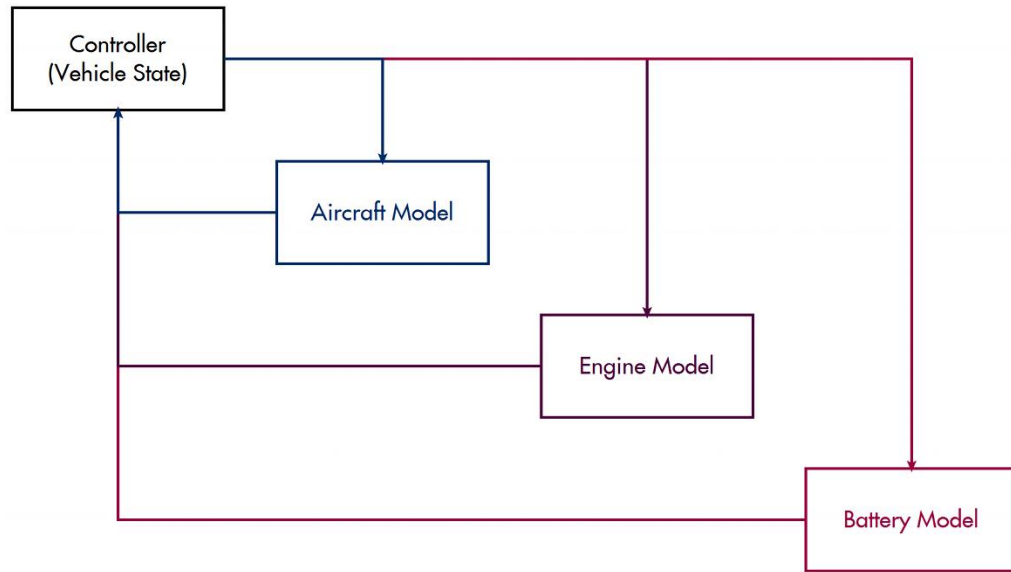 Controller
(Vehicle State)
Aircraft Model
Engine Model
Battery Model